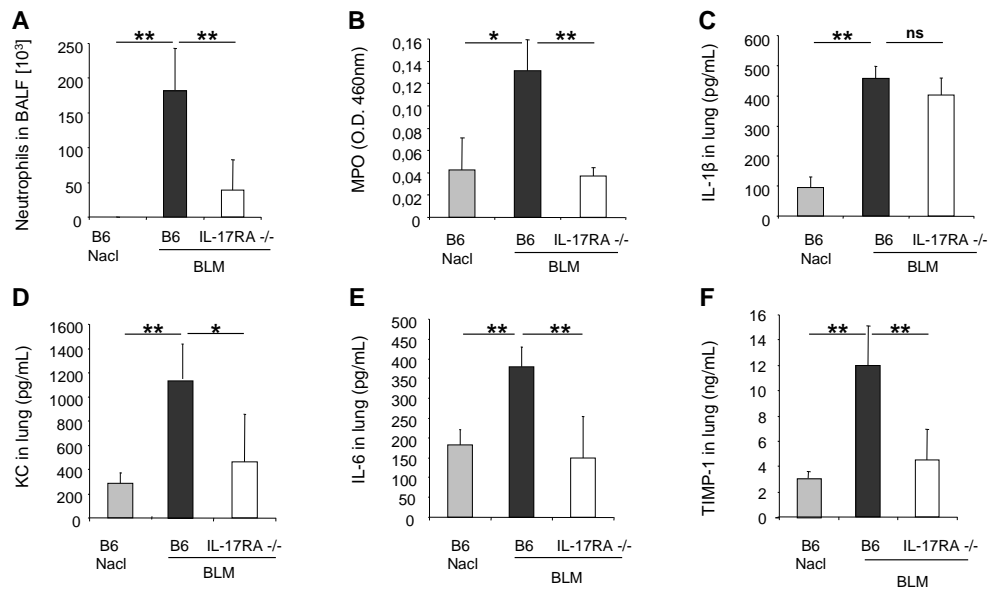 A
Neutrophils in BALF [10³]
250
200
150
100
50
0
** **
B6 B6 IL-17RA -/-
Nacl
BLM
B
MPO (O.D. 460nm)
0,16
0,14
0,12
0,10
0,08
0,06
0,04
0,02
0
* **
B6 B6 IL-17RA -/-
Nacl
BLM
C
IL-1β in lung (pg/mL)
600
500
400
300
200
100
0
** ns
B6 B6 IL-17RA -/-
Nacl
BLM
D
KC in lung (pg/mL)
1600
1400
1200
1000
800
600
400
200
0
** *
B6 B6 IL-17RA -/-
Nacl
BLM
E
IL-6 in lung (pg/mL)
500
450
400
350
300
250
200
150
100
50
0
** **
B6 B6 IL-17RA -/-
Nacl
BLM
F
TIMP-1 in lung (ng/mL)
16
14
12
10
8
6
4
2
0
** **
B6 B6 IL-17RA -/-
Nacl
BLM